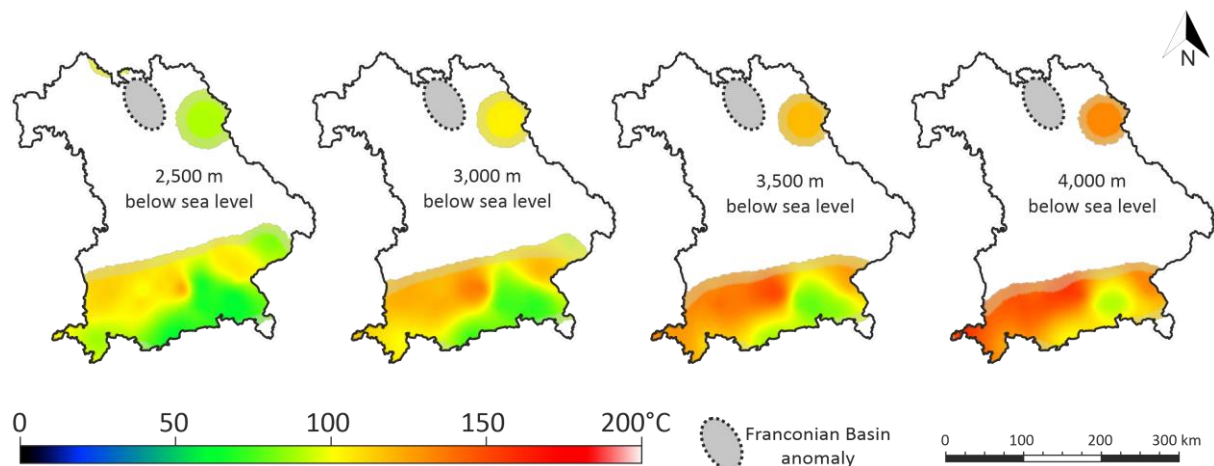 N
2,500 m
below sea level
3,000 m
below sea level
3,500 m
below sea level
4,000 m
below sea level
0 50 100 150 200°C
Franconian Basin
anomaly
0 100 200 300 km